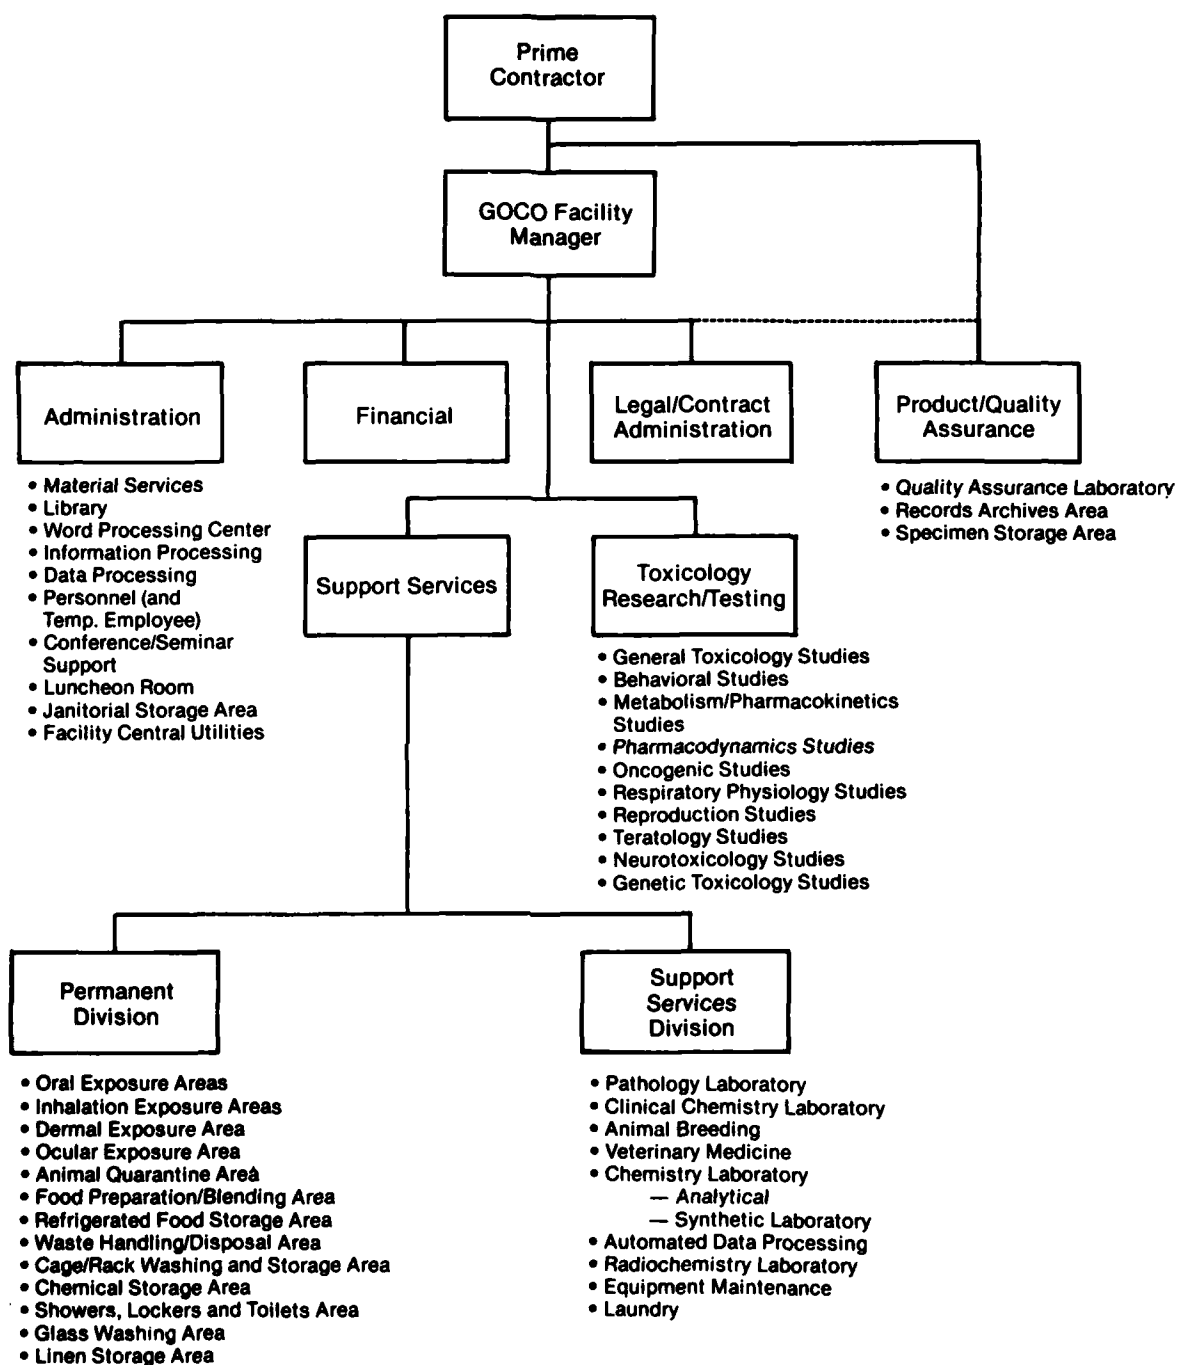 Prime
Contractor
GOCO Facility
Manager
Administration
Financial
Legal/Contract
Administration
Product/Quality
Assurance
• Material Services
• Library
• Word Processing Center
• Information Processing
• Data Processing
• Personnel (and
Temp. Employee)
• Conference/Seminar
Support
• Luncheon Room
• Janitorial Storage Area
• Facility Central Utilities
• Quality Assurance Laboratory
• Records Archives Area
• Specimen Storage Area
Support Services
Toxicology
Research/Testing
• General Toxicology Studies
• Behavioral Studies
• Metabolism/Pharmacokinetics
Studies
• Pharmacodynamics Studies
• Oncogenic Studies
• Respiratory Physiology Studies
• Reproduction Studies
• Teratology Studies
• Neurotoxicology Studies
• Genetic Toxicology Studies
Permanent
Division
Support
Services
Division
• Oral Exposure Areas
• Inhalation Exposure Areas
• Dermal Exposure Area
• Ocular Exposure Area
• Animal Quarantine Area
• Food Preparation/Blending Area
• Refrigerated Food Storage Area
• Waste Handling/Disposal Area
• Cage/Rack Washing and Storage Area
• Chemical Storage Area
• Showers, Lockers and Toilets Area
• Glass Washing Area
• Linen Storage Area
• Pathology Laboratory
• Clinical Chemistry Laboratory
• Animal Breeding
• Veterinary Medicine
• Chemistry Laboratory
— Analytical
— Synthetic Laboratory
• Automated Data Processing
• Radiochemistry Laboratory
• Equipment Maintenance
• Laundry